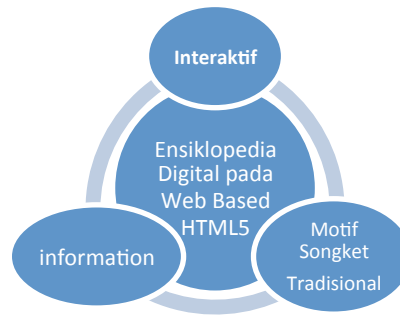 Interaktif
Ensiklopedia
Digital pada
Web Based
HTML5
information
Motif
Songket
Tradisional